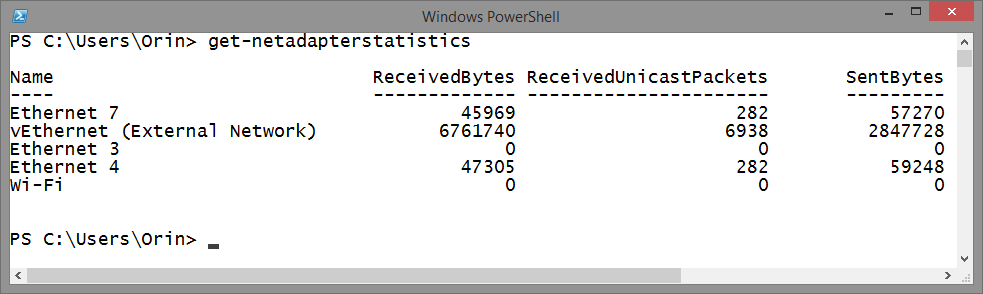 Windows PowerShell
PS C:\Users\Orin> get-netadapterstatistics
Name ReceivedBytes ReceivedUnicastPackets SentBytes
---- ------------- ---------------------- ---------
Ethernet 7 45969 282 57270
vEthernet (External Network) 6761740 6938 2847728
Ethernet 3 0 0 0
Ethernet 4 47305 282 59248
Wi-Fi 0 0 0
PS C:\Users\Orin>